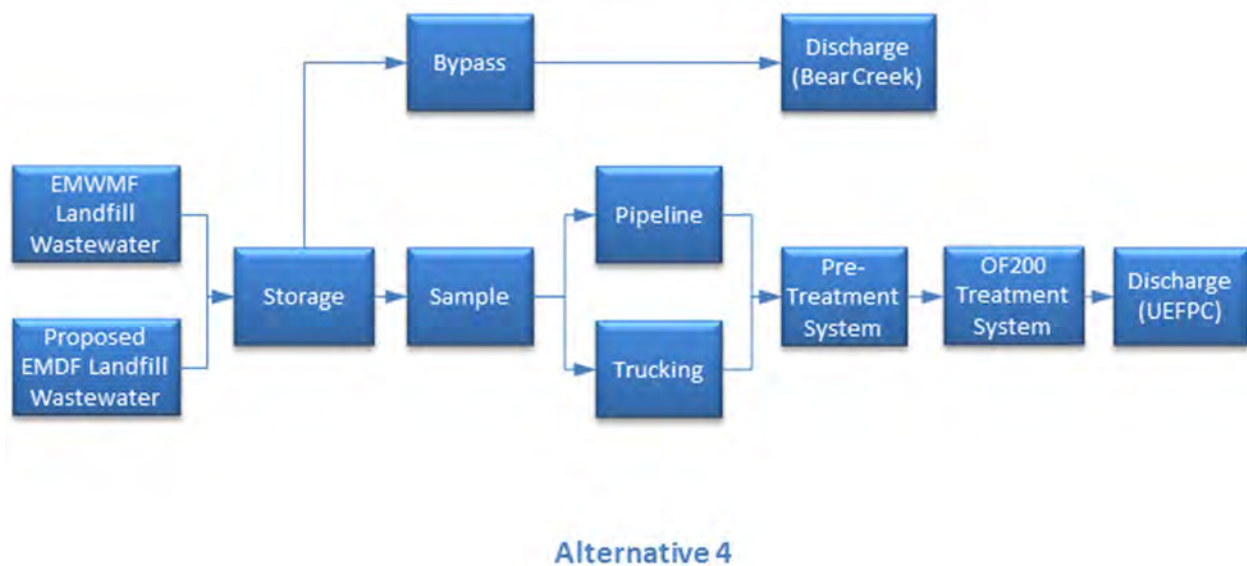 Bypass
Discharge
(Bear Creek)
EMWMF
Landfill
Wastewater
Proposed
EMDF Landfill
Wastewater
Storage
Sample
Pipeline
Trucking
Pre-
Treatment
System
OF200
Treatment
System
Discharge
(UEFPC)
Alternative 4